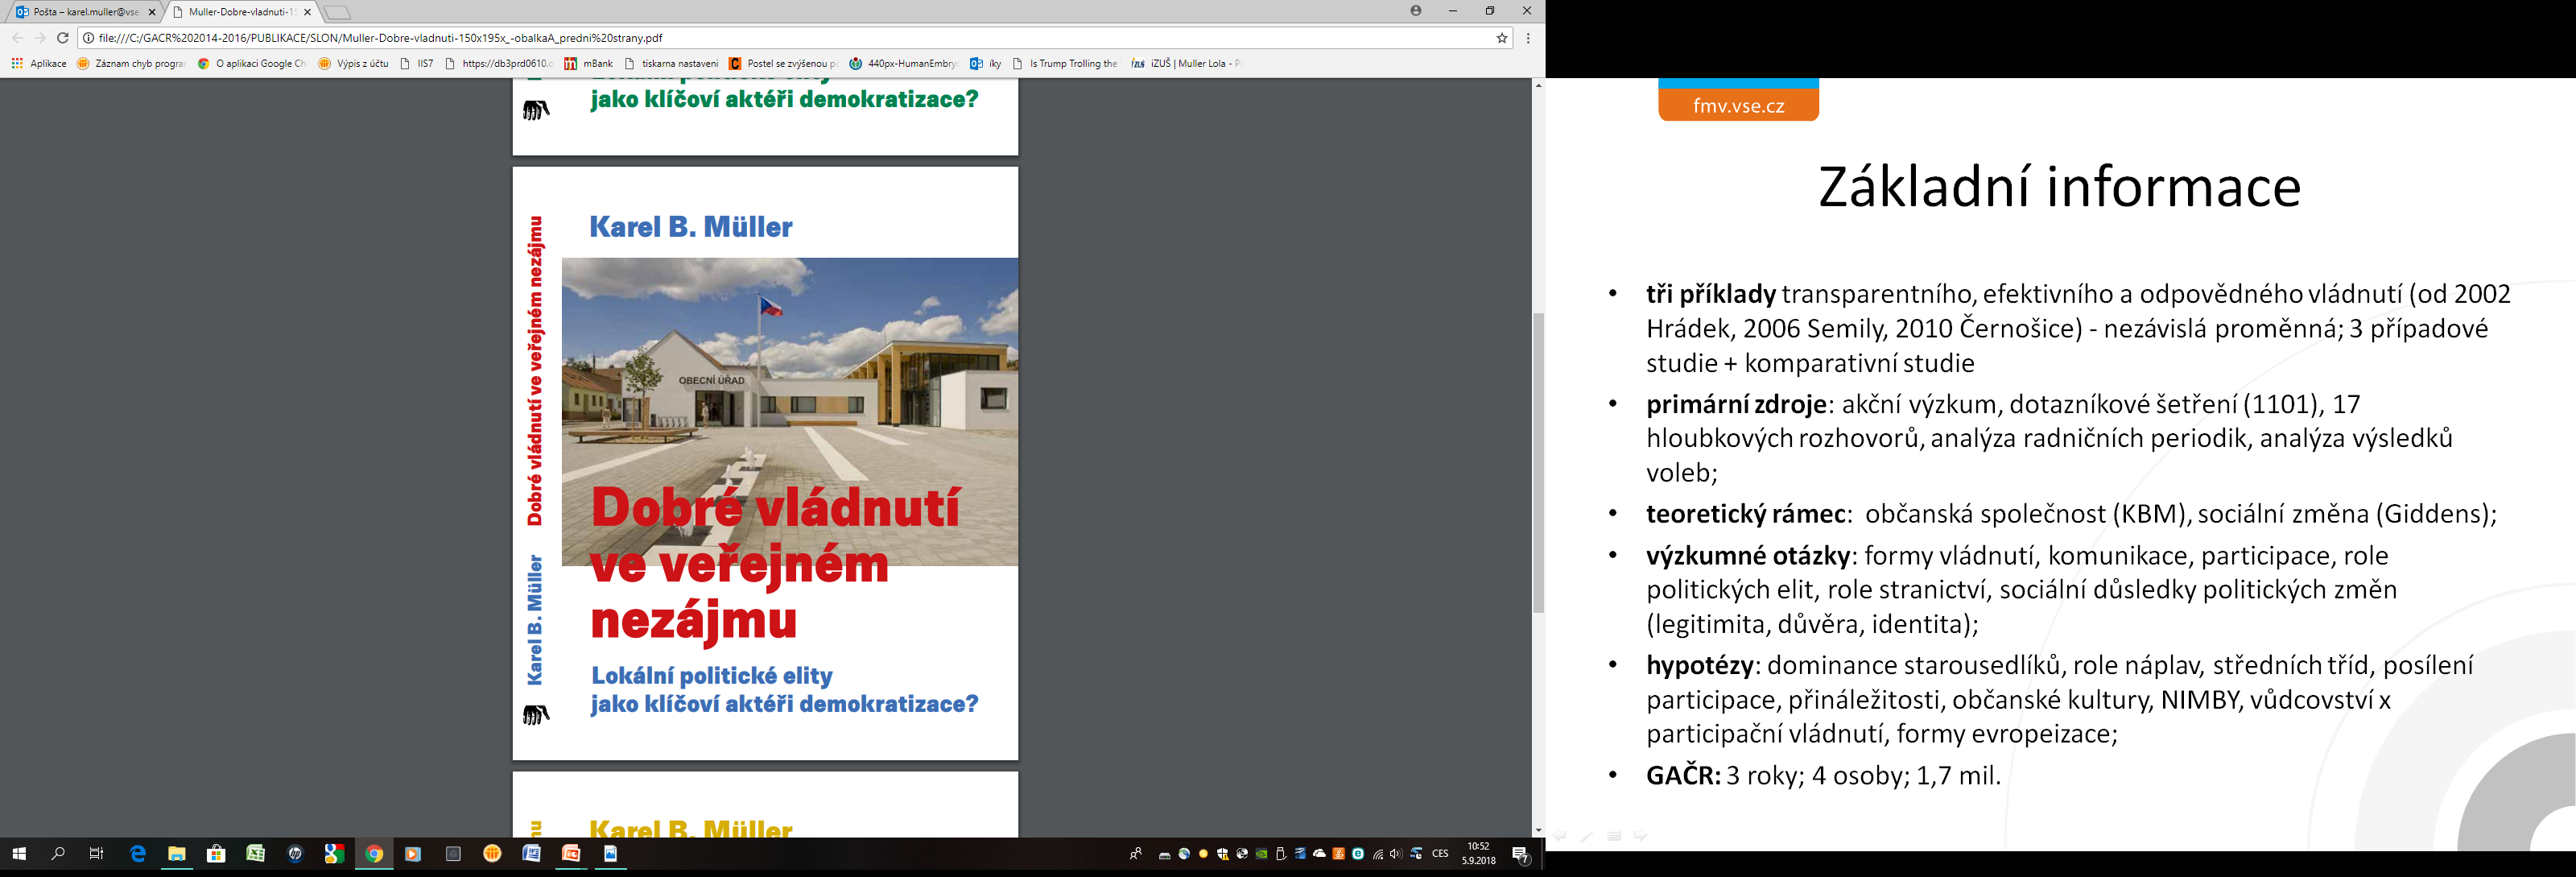 Pošta – karel.muller@vse
Muller-Dobre-vladnuti-1
file:///C:/GACR%202014-2016/PUBLIKACE/SLON/Muller-Dobre-vladnuti-150x195x_-obalkaA_predni%20strany.pdf
Aplikace
Záznam chyb progra
O aplikaci Google Ch
Výpis z účtu
IIS7
https://db3prd0610.o
mBank
tiskarna nastaveni
Postel se zvýšenou p
440px-HumanEmbryo
íky
Is Trump Trolling the
iZUŠ | Muller Lola - P
jako klíčoví aktéři demokratizace?
Karel B. Müller
Dobré vládnutí ve veřejném nezájmu
Karel B. Müller
OBECNÍ ÚŘAD
Dobré vládnutí
ve veřejném
nezájmu
Lokální politické elity
jako klíčoví aktéři demokratizace?
Karel B. Müller
CES
10:52
5.9.2018
fmv.vse.cz
Základní informace
• tři příklady transparentního, efektivního a odpovědného vládnutí (od 2002
Hrádek, 2006 Semily, 2010 Černošice) - nezávislá proměnná; 3 případové
studie + komparativní studie
• primární zdroje: akční výzkum, dotazníkové šetření (1101), 17
hloubkových rozhovorů, analýza radničních periodik, analýza výsledků
voleb;
• teoretický rámec: občanská společnost (KBM), sociální změna (Giddens);
• výzkumné otázky: formy vládnutí, komunikace, participace, role
politických elit, role stranictví, sociální důsledky politických změn
(legitimita, důvěra, identita);
• hypotézy: dominance starousedlíků, role náplav, středních tříd, posílení
participace, přináležitosti, občanské kultury, NIMBY, vůdcovství x
participační vládnutí, formy evropeizace;
• GAČR: 3 roky; 4 osoby; 1,7 mil.